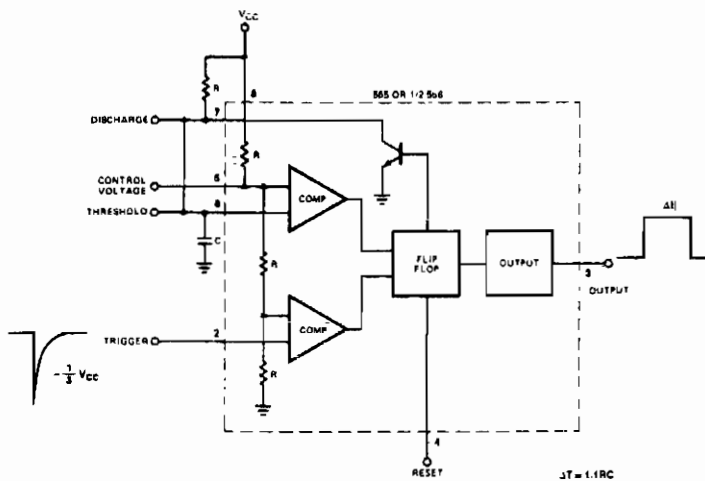 VCC
R
555 OR 1/2 556
8
DISCHARGE
7
R
CONTROL
VOLTAGE
5
COMP
THRESHOLD
6
C
R
FLIP
FLOP
OUTPUT
Δt
3
OUTPUT
COMP
TRIGGER
2
R
- 1/3 VCC
4
RESET
ΔT = 1.1RC